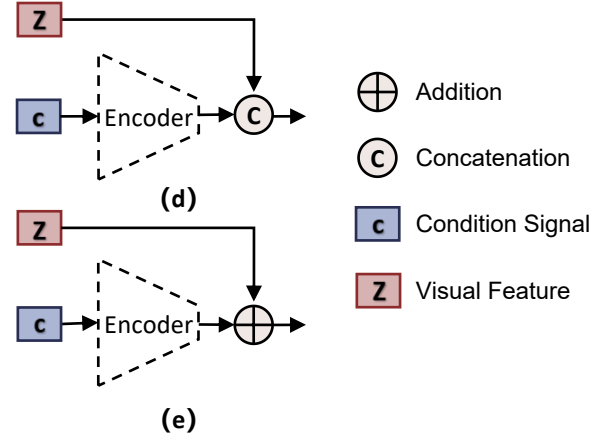 Z
c
Encoder
C
(d)
Z
c
Encoder
(e)
Addition
C
Concatenation
c
Condition Signal
Z
Visual Feature